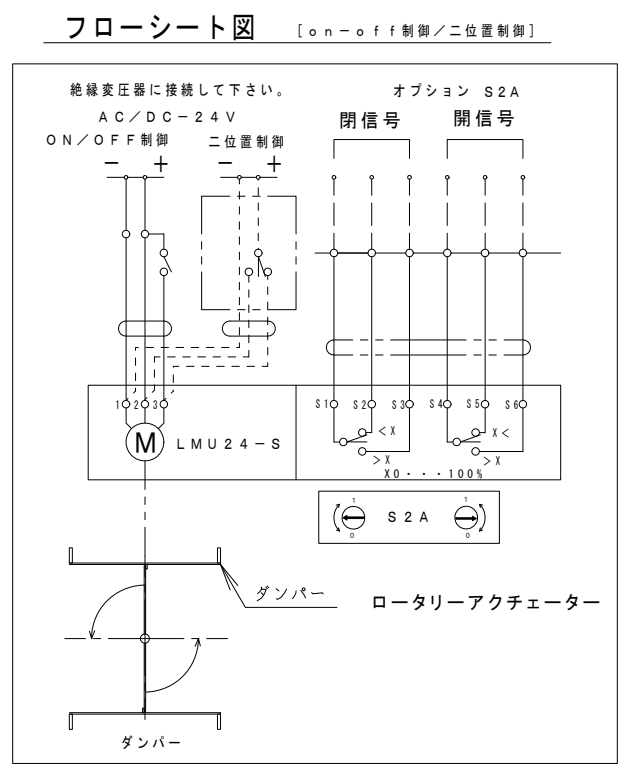 フローシート図 [on-off制御/二位置制御]
絶縁変圧器に接続して下さい。
AC/DC-24V
ON/OFF制御 二位置制御
- + - +
オプション S2A
閉信号 開信号
1 2 3
M LMU24-S
S1 S2 S3 S4 S5 S6
<X X<
>X >X
X0・・・100%
1 1
S2A
0 0
ダンパー
ロータリーアクチェーター
ダンパー